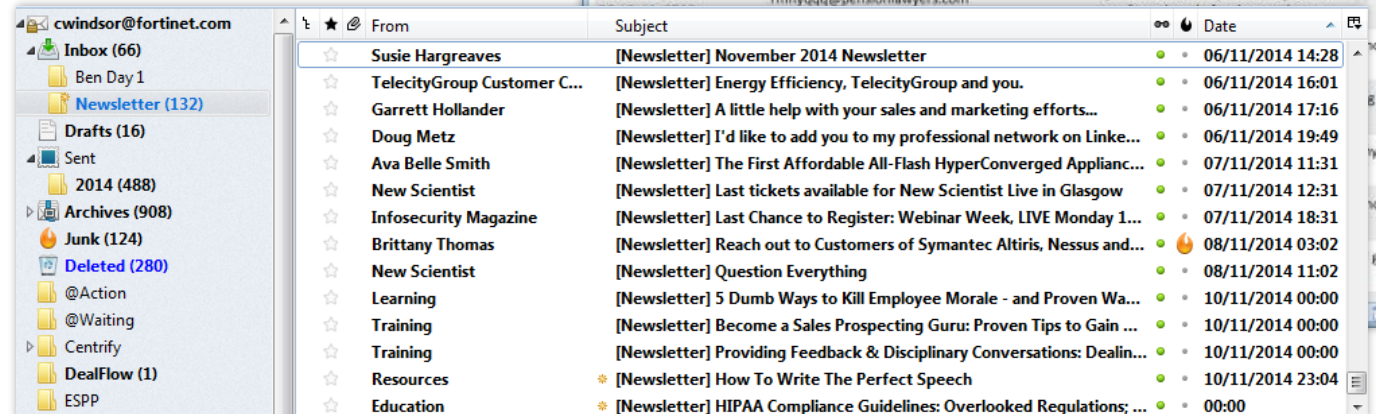 rmnyqqq@pensionlawyers.com
cwindsor@fortinet.com
From Subject Date
Inbox (66)
Susie Hargreaves [Newsletter] November 2014 Newsletter 06/11/2014 14:28
Ben Day 1
TelecityGroup Customer C... [Newsletter] Energy Efficiency, TelecityGroup and you. 06/11/2014 16:01
Newsletter (132)
Garrett Hollander [Newsletter] A little help with your sales and marketing efforts... 06/11/2014 17:16
Drafts (16)
Doug Metz [Newsletter] I'd like to add you to my professional network on Linke... 06/11/2014 19:49
Sent
Ava Belle Smith [Newsletter] The First Affordable All-Flash HyperConverged Applianc... 07/11/2014 11:31
2014 (488)
New Scientist [Newsletter] Last tickets available for New Scientist Live in Glasgow 07/11/2014 12:31
Archives (908)
Infosecurity Magazine [Newsletter] Last Chance to Register: Webinar Week, LIVE Monday 1... 07/11/2014 18:31
Junk (124)
Brittany Thomas [Newsletter] Reach out to Customers of Symantec Altiris, Nessus and... 08/11/2014 03:02
Deleted (280)
New Scientist [Newsletter] Question Everything 08/11/2014 11:02
@Action
Learning [Newsletter] 5 Dumb Ways to Kill Employee Morale - and Proven Wa... 10/11/2014 00:00
@Waiting
Training [Newsletter] Become a Sales Prospecting Guru: Proven Tips to Gain ... 10/11/2014 00:00
Centrify
Training [Newsletter] Providing Feedback & Disciplinary Conversations: Dealin... 10/11/2014 00:00
DealFlow (1)
Resources [Newsletter] How To Write The Perfect Speech 10/11/2014 23:04
ESPP
Education [Newsletter] HIPAA Compliance Guidelines: Overlooked Regulations; ... 00:00